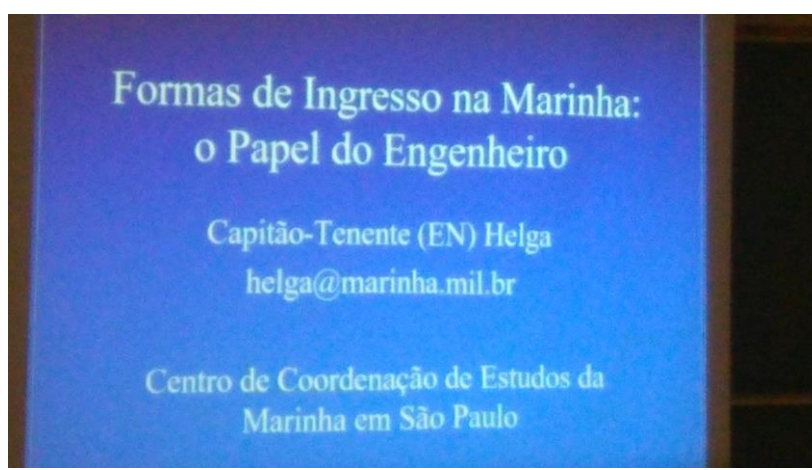 Formas de Ingresso na Marinha:
o Papel do Engenheiro
Capitão-Tenente (EN) Helga
helga@marinha.mil.br
Centro de Coordenação de Estudos da
Marinha em São Paulo